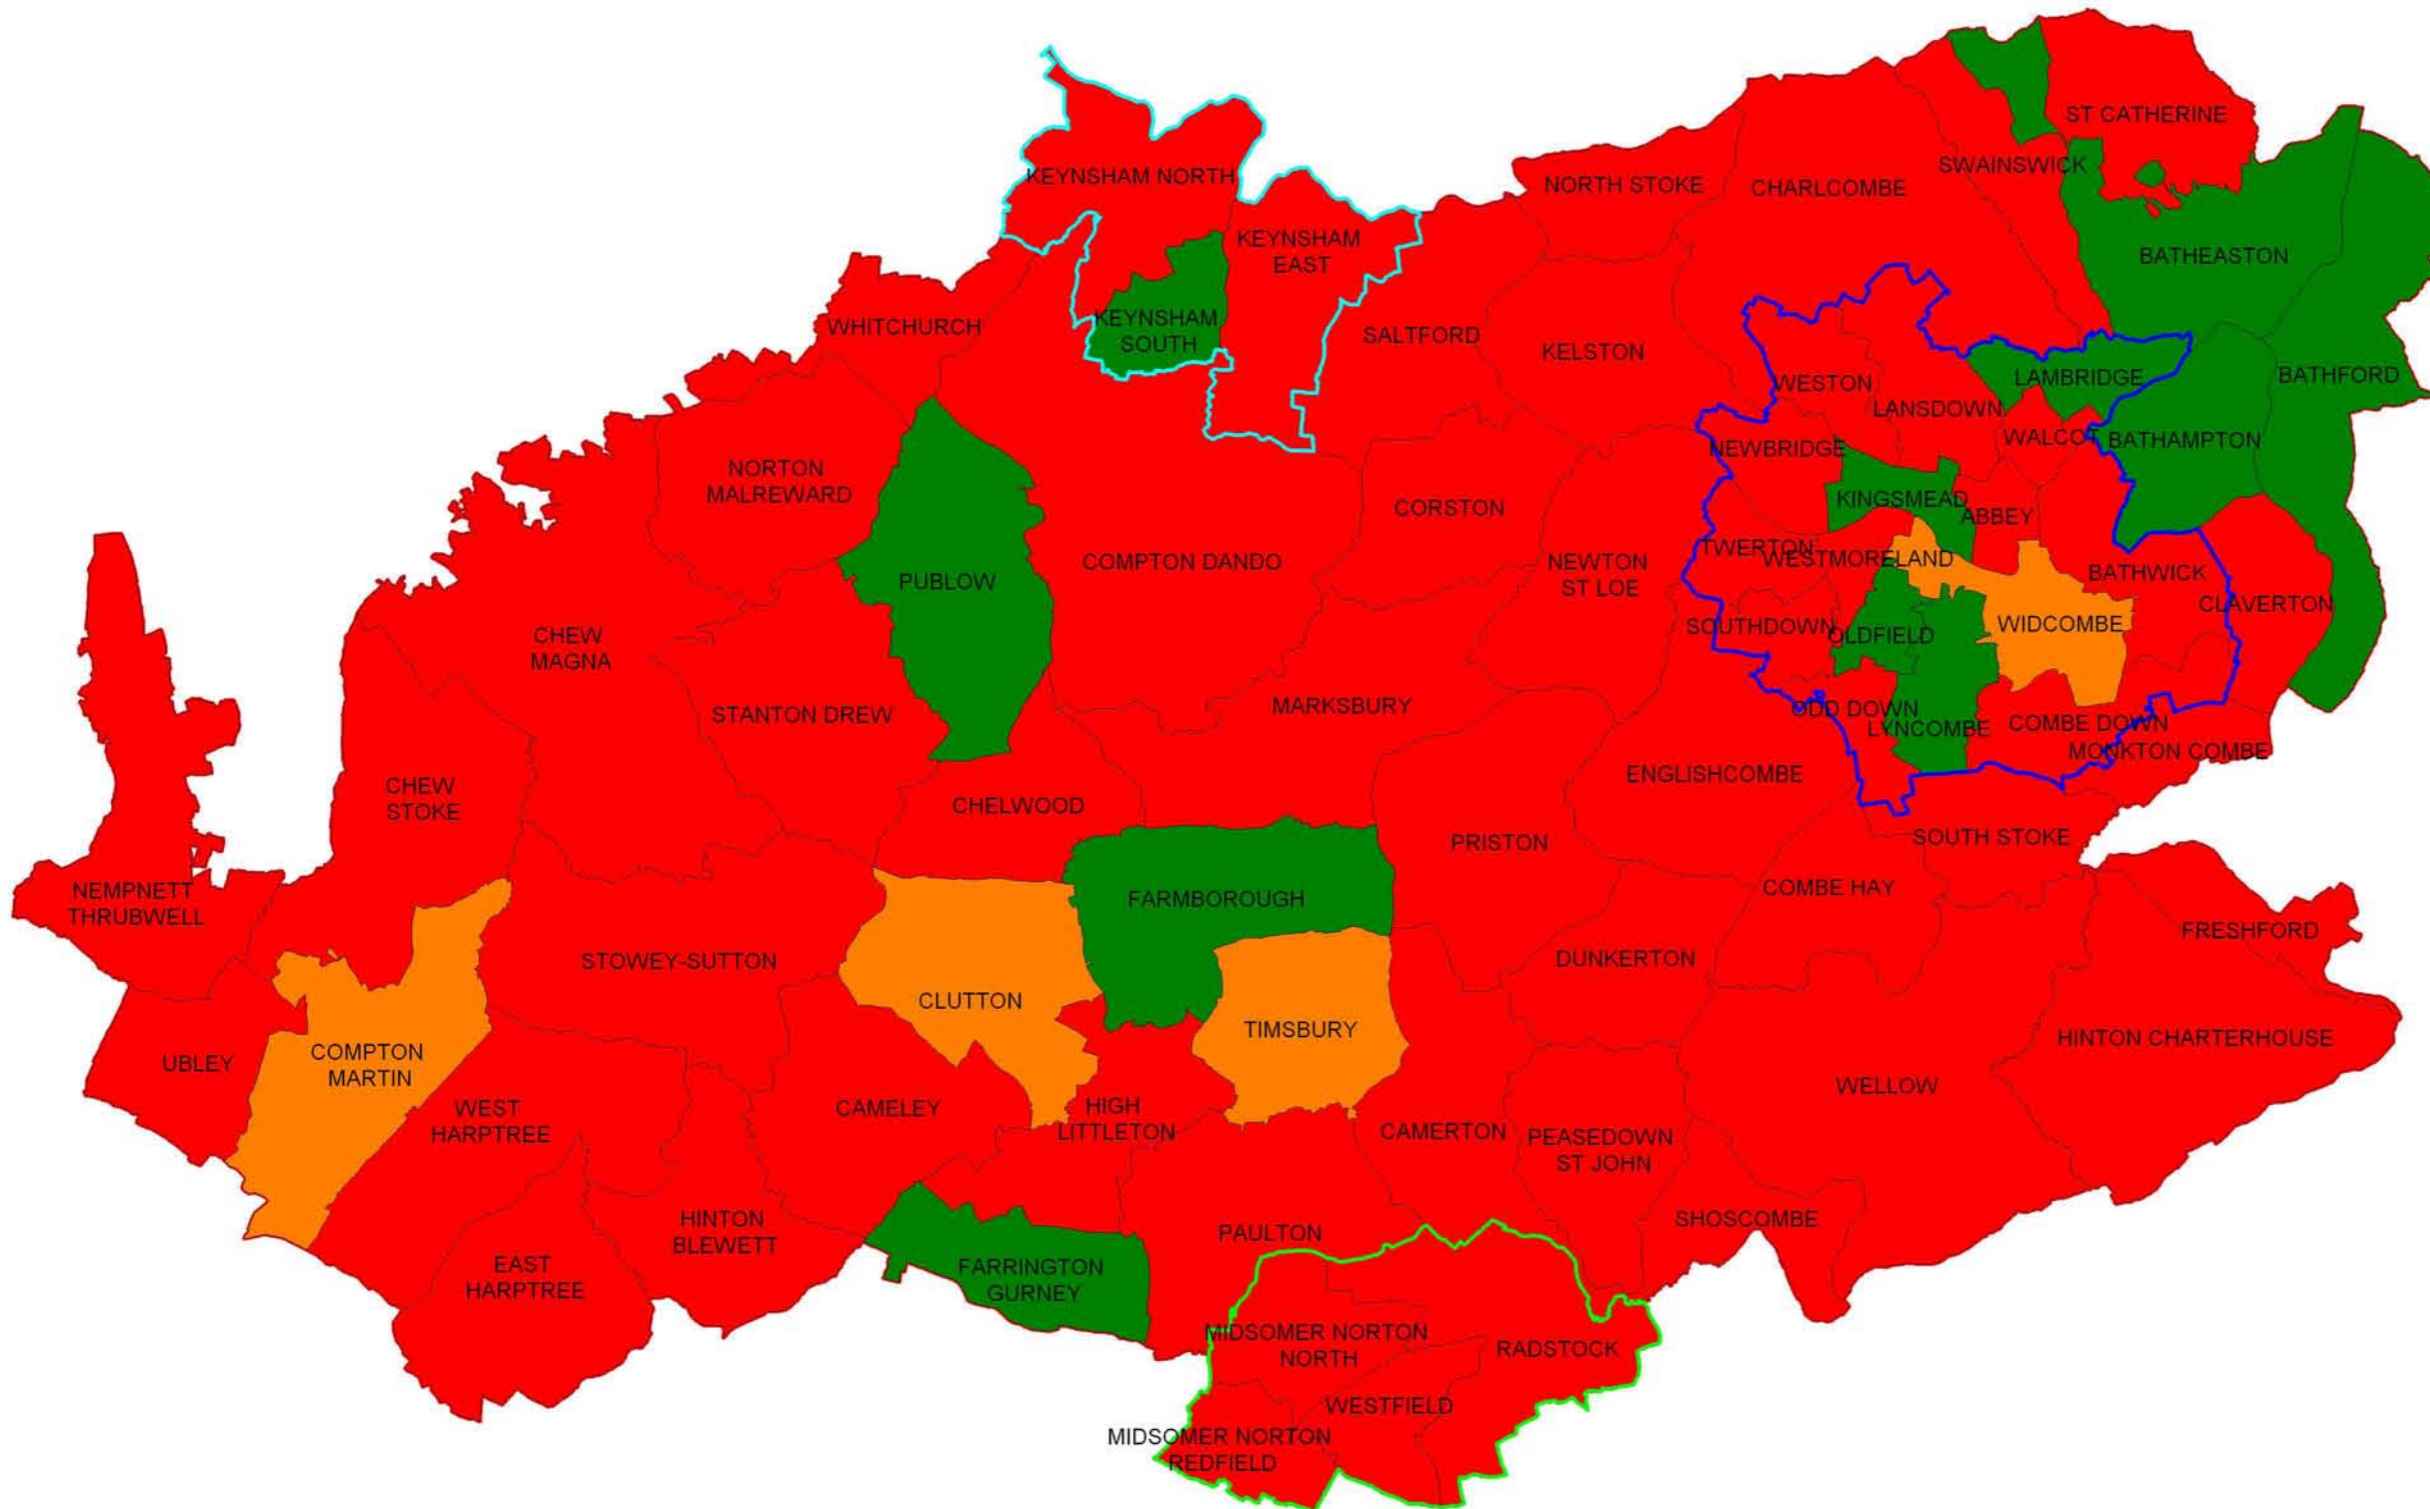 ST CATHERINE
SWAINSWICK
KEYNSHAM NORTH
NORTH STOKE
CHARLCOMBE
KEYNSHAM
EAST
BATHEASTON
KEYNSHAM
SOUTH
WHITCHURCH
SALTFORD
KELSTON
WESTON
LAMBRIDGE
BATHFORD
LANSDOWN
WALCOT
BATHAMPTON
NEWBRIDGE
NORTON
MALREWARD
CORSTON
KINGSMEAD
ABBEY
PUBLOW
COMPTON DANDO
NEWTON
ST LOE
TWERTON
WESTMORELAND
BATHWICK
CLAVERTON
CHEW
MAGNA
SOUTHDOWN
OLDFIELD
WIDCOMBE
STANTON DREW
MARKSBURY
ODD DOWN
LYNCOMBE
COMBE DOWN
MONKTON COMBE
CHEW
STOKE
CHELWOOD
ENGLISHCOMBE
PRISTON
SOUTH STOKE
NEMPNETT
THRUBWELL
FARMBOROUGH
COMBE HAY
FRESHFORD
STOWEY-SUTTON
DUNKERTON
CLUTTON
TIMSBURY
HINTON CHARTERHOUSE
UBLEY
COMPTON
MARTIN
WELLOW
WEST
HARPTREE
CAMELEY
HIGH
LITTLETON
CAMERTON
PEASEDOWN
ST JOHN
HINTON
BLEWETT
PAULTON
SHOSCOMBE
EAST
HARPTREE
FARRINGTON
GURNEY
MIDSOMER NORTON
NORTH
RADSTOCK
WESTFIELD
MIDSOMER NORTON
REDFIELD